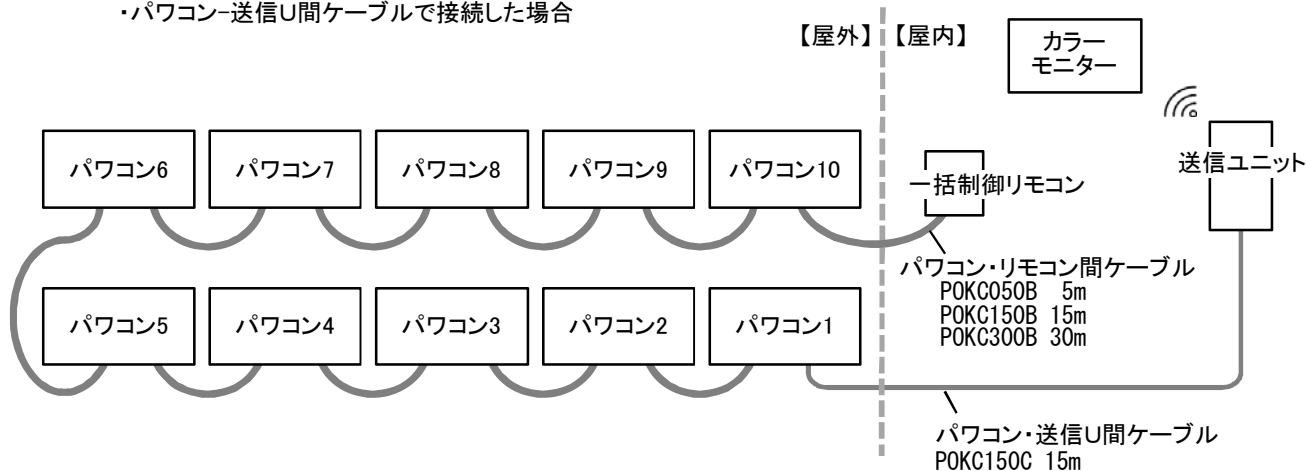 ・パワコン-送信U間ケーブルで接続した場合
【屋外】 【屋内】
カラー
モニター
パワコン6 パワコン7 パワコン8 パワコン9 パワコン10
一括制御リモコン
送信ユニット
パワコン・リモコン間ケーブル
POKC050B 5m
POKC150B 15m
POKC300B 30m
パワコン5 パワコン4 パワコン3 パワコン2 パワコン1
パワコン・送信U間ケーブル
POKC150C 15m